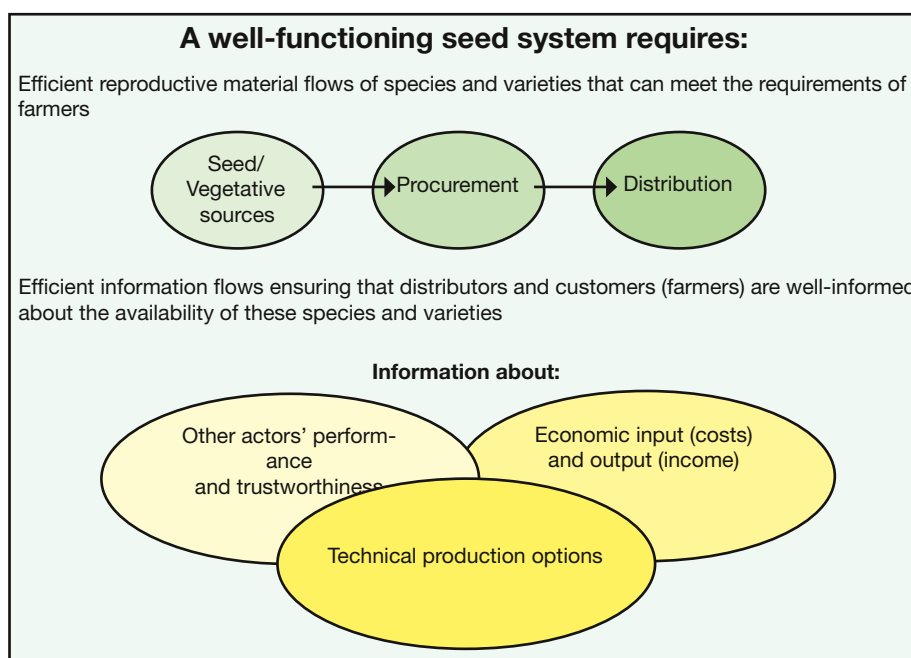 A well-functioning seed system requires:
Efficient reproductive material flows of species and varieties that can meet the requirements of
farmers
Seed/
Vegetative
sources
Procurement
Distribution
Efficient information flows ensuring that distributors and customers (farmers) are well-informed
about the availability of these species and varieties
Information about:
Other actors’ perform-
ance
and trustworthiness
Economic input (costs)
and output (income)
Technical production options